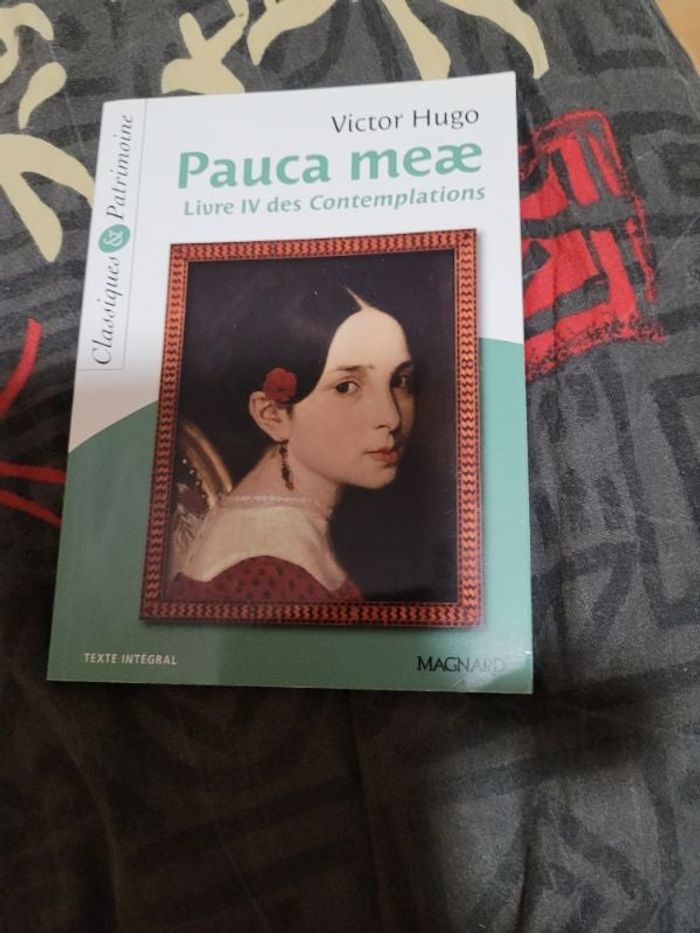 Victor Hugo
Pauca meæ
Livre IV des Contemplations
Classiques & Patrimoine
TEXTE INTÉGRAL
MAGNARD